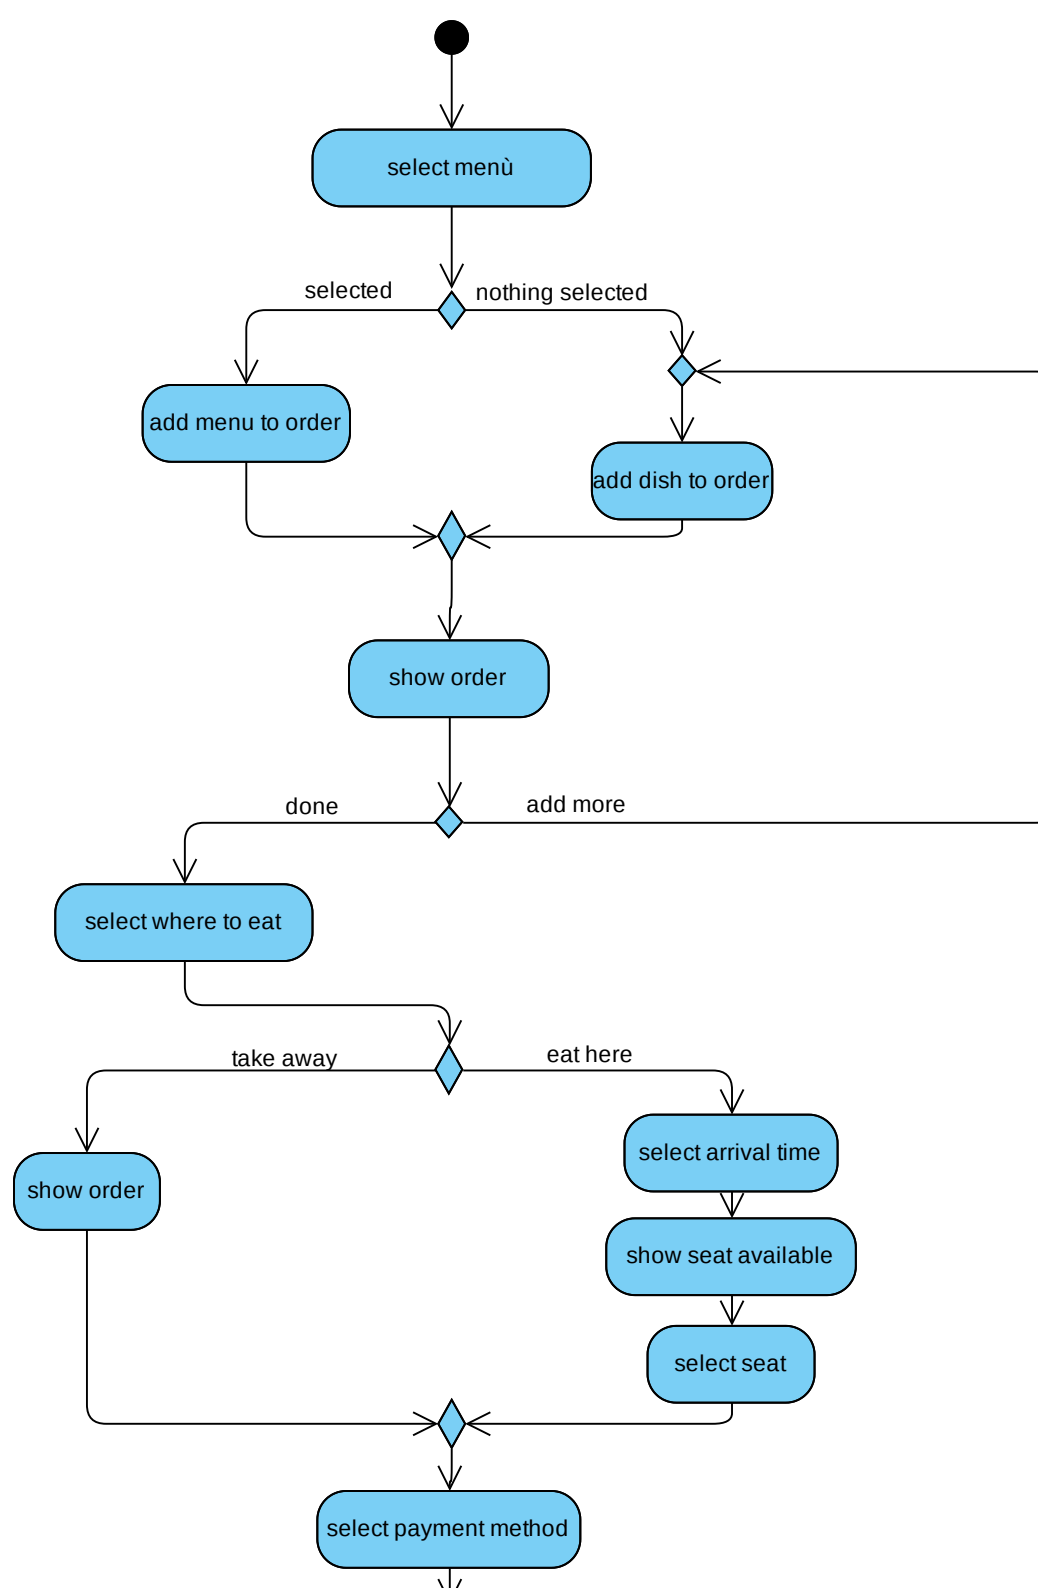 select menù
selected
nothing selected
add menu to order
add dish to order
show order
done
add more
select where to eat
take away
eat here
select arrival time
show order
show seat available
select seat
select payment method